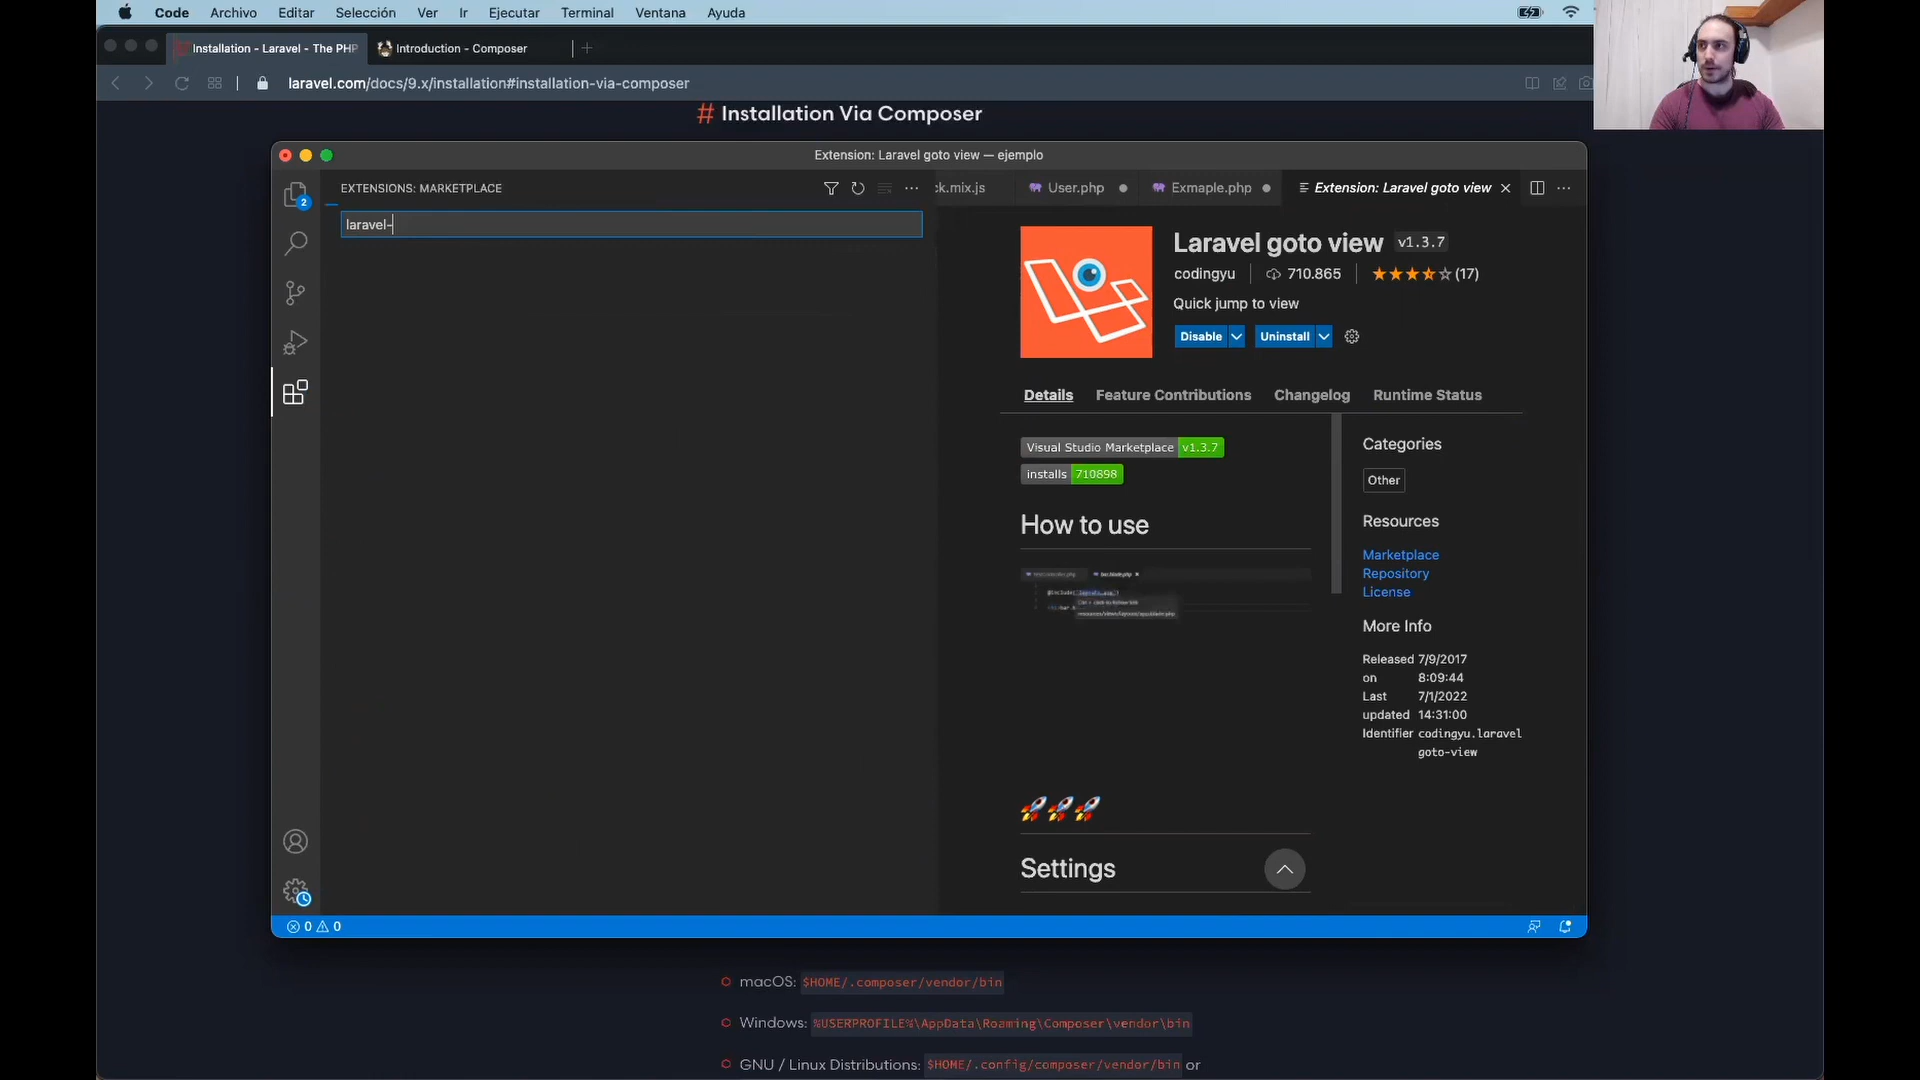 Code Archivo Editar Selección Ver Ir Ejecutar Terminal Ventana Ayuda
Installation - Laravel - The PHP Introduction - Composer
laravel.com/docs/9.x/installation#installation-via-composer
# Installation Via Composer
Extension: Laravel goto view — ejemplo
EXTENSIONS: MARKETPLACE
ck.mix.js User.php Exmaple.php Extension: Laravel goto view
2
laravel-
Laravel goto view v1.3.7
codingyu 710.865 (17)
Quick jump to view
Disable Uninstall
Details Feature Contributions Changelog Runtime Status
Visual Studio Marketplace v1.3.7
installs 710898
How to use
Categories
Other
Resources
Marketplace
Repository
License
More Info
Released on 7/9/2017 8:09:44
Last updated 7/1/2022 14:31:00
Identifier codingyu.laravel
goto-view
Settings
0 0
macOS: $HOME/.composer/vendor/bin
Windows: %USERPROFILE%\AppData\Roaming\Composer\vendor\bin
GNU / Linux Distributions: $HOME/.config/composer/vendor/bin or